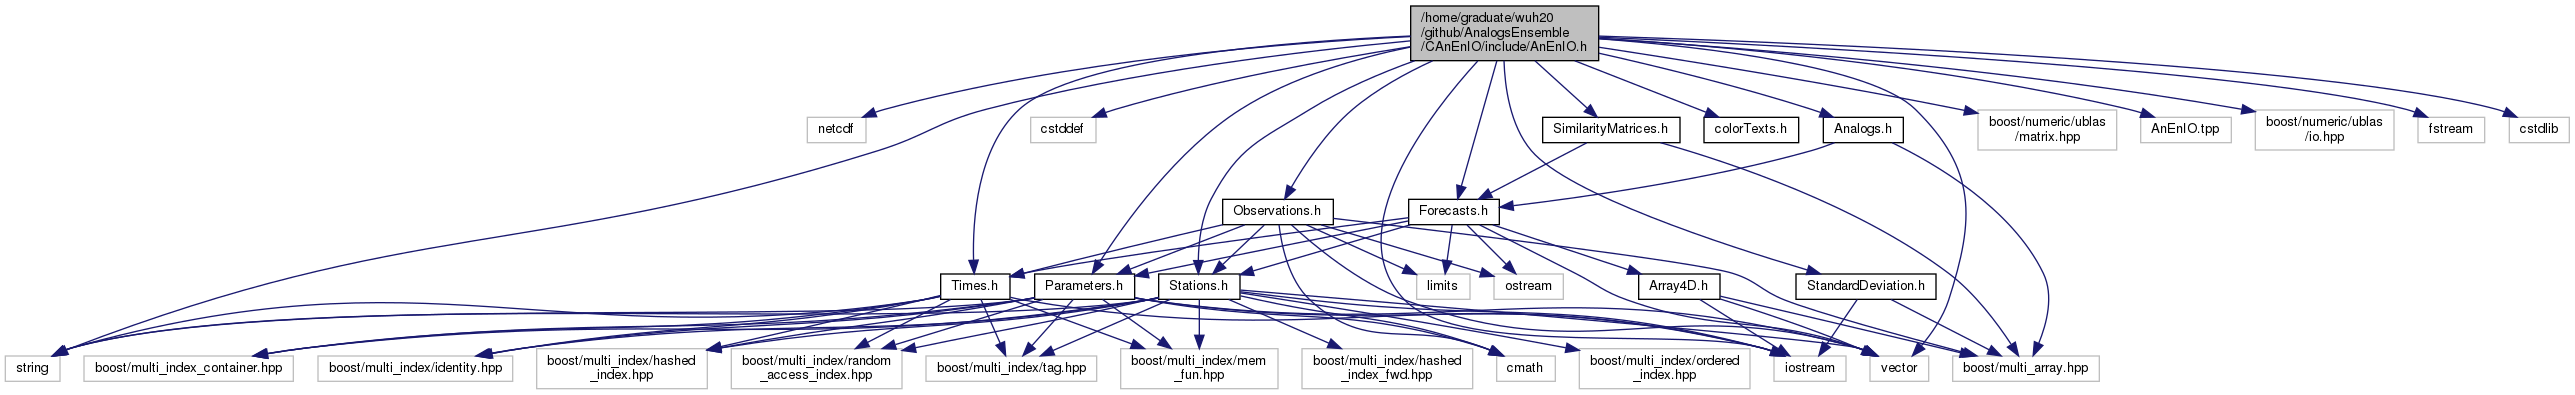 /home/graduate/wuh20
/github/AnalogsEnsemble
/CAnEnIO/include/AnEnIO.h
netcdf
cstddef
SimilarityMatrices.h
colorTexts.h
Analogs.h
boost/numeric/ublas
/matrix.hpp
AnEnIO.tpp
boost/numeric/ublas
/io.hpp
fstream
cstdlib
Observations.h
Forecasts.h
Times.h
Parameters.h
Stations.h
limits
ostream
Array4D.h
StandardDeviation.h
string
boost/multi_index_container.hpp
boost/multi_index/identity.hpp
boost/multi_index/hashed
_index.hpp
boost/multi_index/random
_access_index.hpp
boost/multi_index/tag.hpp
boost/multi_index/mem
_fun.hpp
boost/multi_index/hashed
_index_fwd.hpp
cmath
boost/multi_index/ordered
_index.hpp
iostream
vector
boost/multi_array.hpp